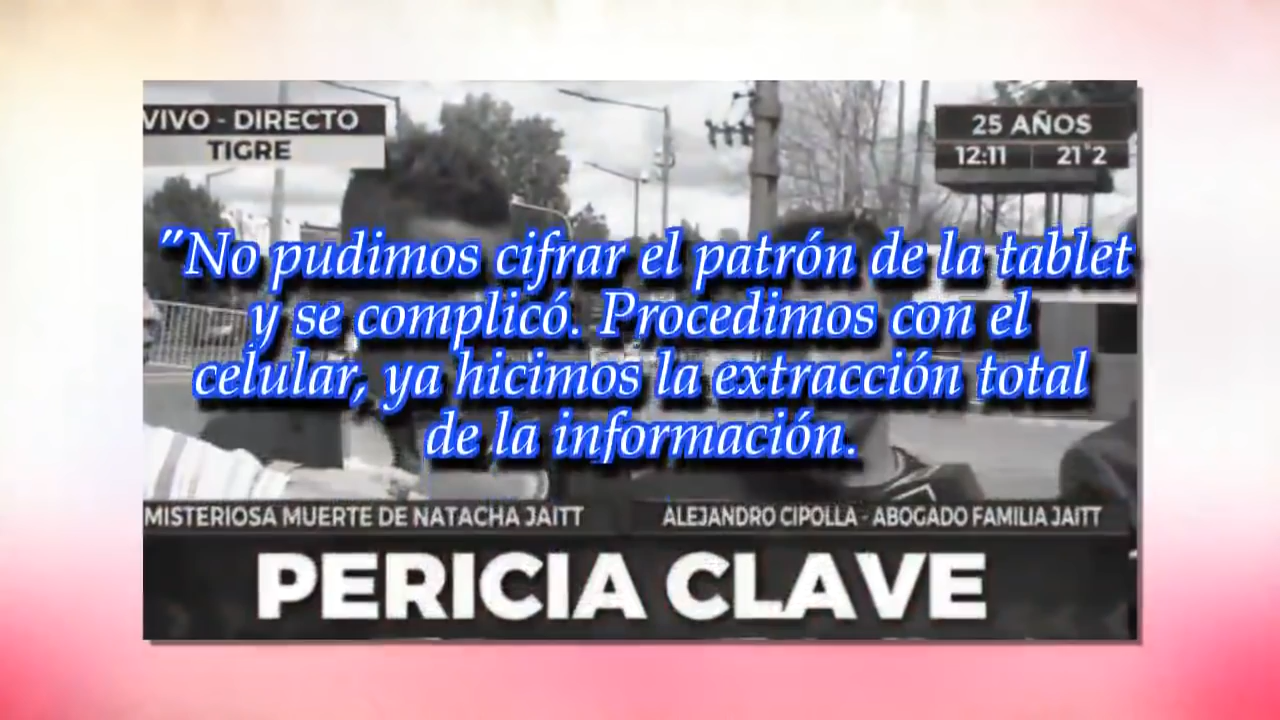 VIVO - DIRECTO
TIGRE
25 AÑOS
12:11 21°2
"No pudimos cifrar el patrón de la tablet
y se complicó. Procedimos con el
celular, ya hicimos la extracción total
de la información.
MISTERIOSA MUERTE DE NATACHA JAITT
ALEJANDRO CIPOLLA - ABOGADO FAMILIA JAITT
PERICIA CLAVE